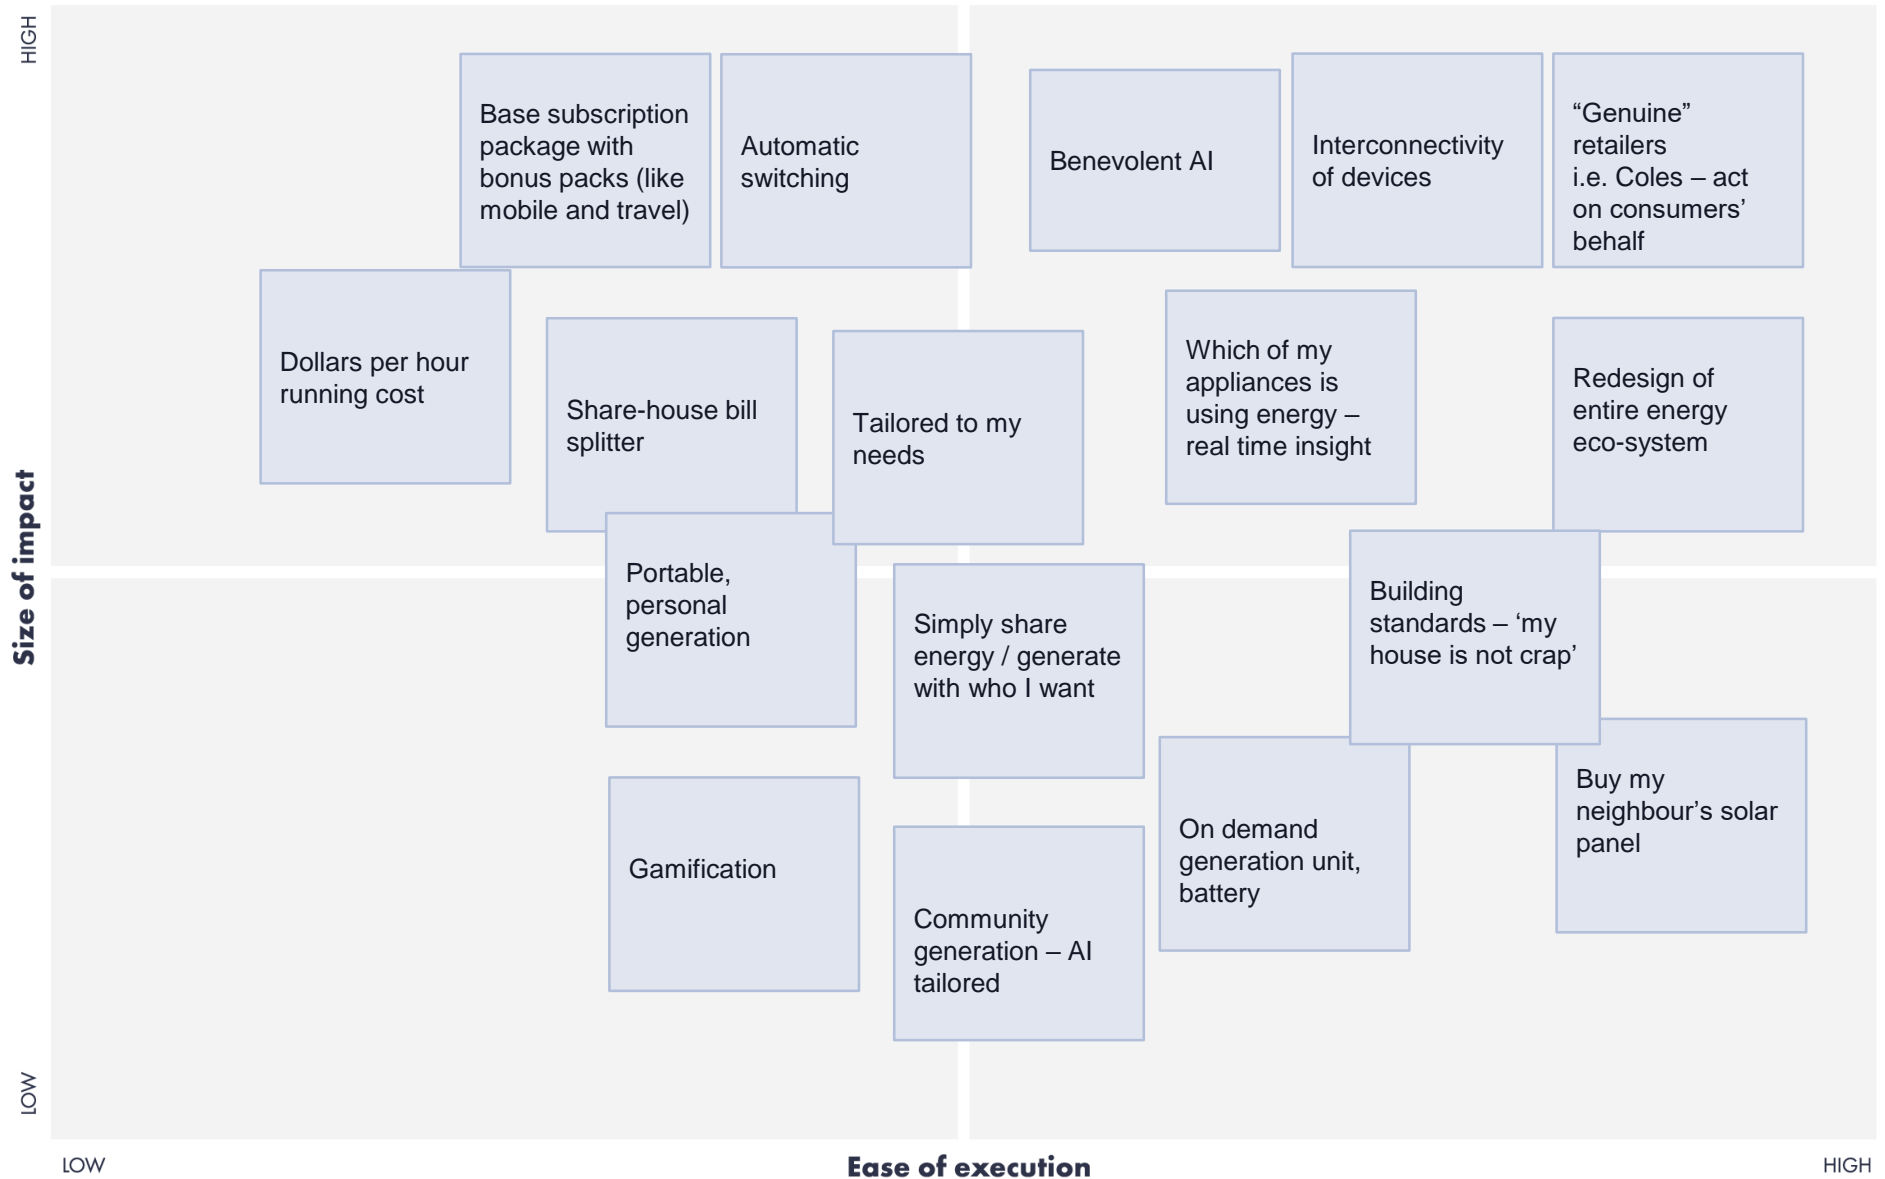 HIGH
Base subscription
package with
bonus packs (like
mobile and travel)
Automatic
switching
Benevolent AI
Interconnectivity
of devices
“Genuine”
retailers
i.e. Coles – act
on consumers’
behalf
Dollars per hour
running cost
Share-house bill
splitter
Tailored to my
needs
Which of my
appliances is
using energy –
real time insight
Redesign of
entire energy
eco-system
Size of impact
Portable,
personal
generation
Simply share
energy / generate
with who I want
Building
standards – ‘my
house is not crap’
Gamification
Community
generation – AI
tailored
On demand
generation unit,
battery
Buy my
neighbour’s solar
panel
LOW
LOW
Ease of execution
HIGH